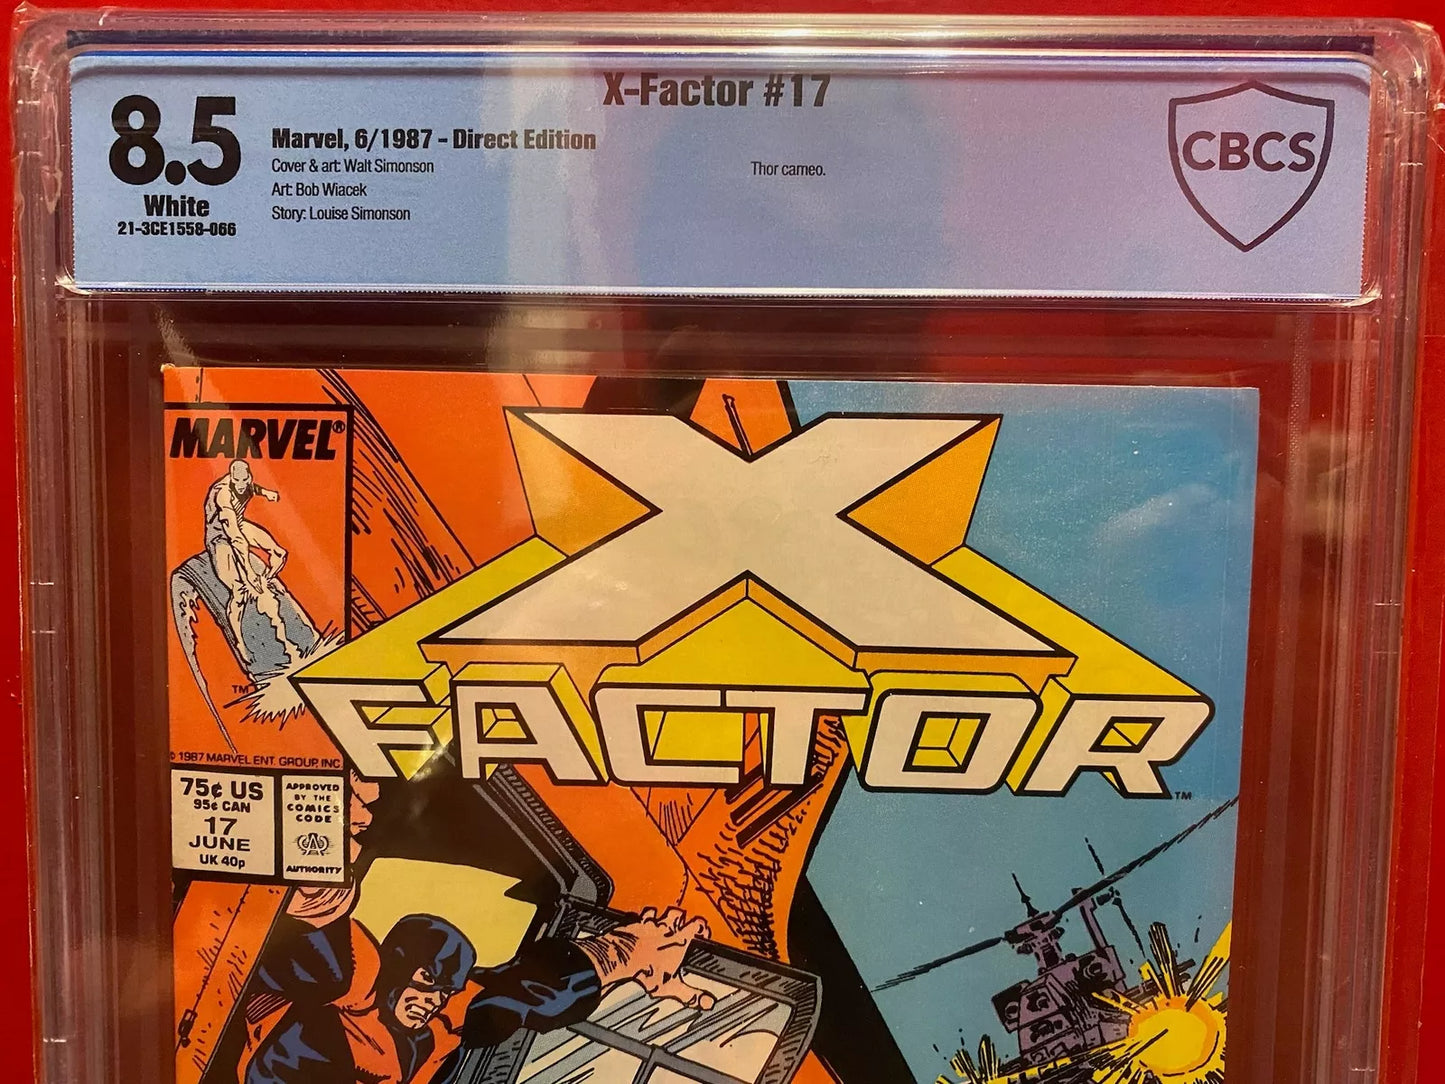 X-Factor #17
8.5
White
21-3CE1558-066
Marvel, 6/1987 - Direct Edition
Cover & art: Walt Simonson
Art: Bob Wiacek
Story: Louise Simonson
Thor cameo.
CBCS
MARVEL®
TM
© 1987 MARVEL ENT. GROUP, INC.
75¢ US
95¢ CAN
17
JUNE
UK 40p
APPROVED
BY THE
COMICS
CODE
AUTHORITY
X
FACTOR
TM